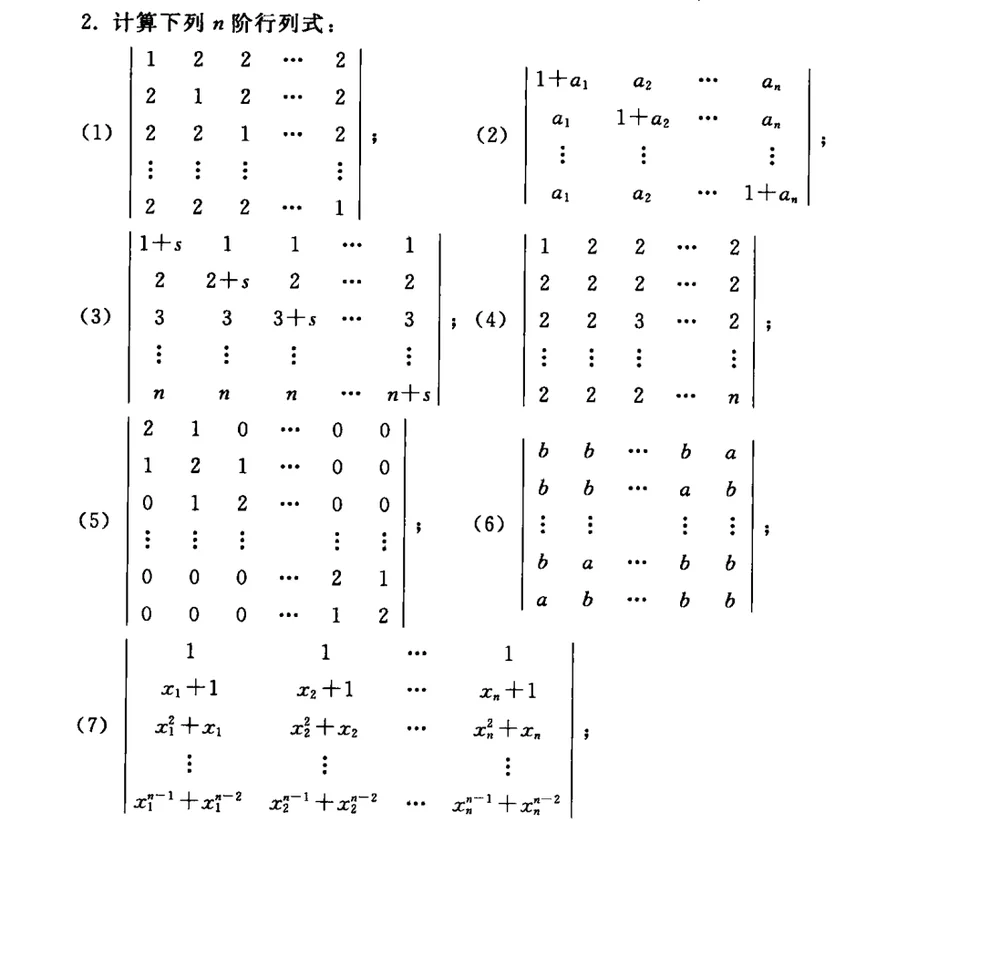 2. 计算下列 n 阶行列式:
(1) | 1 2 2 ⋯ 2 |
| 2 1 2 ⋯ 2 |
| 2 2 1 ⋯ 2 |
| ⋮ ⋮ ⋮ ⋮ |
| 2 2 2 ⋯ 1 | ;
(2) | 1+a₁ a₂ ⋯ aₙ |
| a₁ 1+a₂ ⋯ aₙ |
| ⋮ ⋮ ⋮ |
| a₁ a₂ ⋯ 1+aₙ | ;
(3) | 1+s 1 1 ⋯ 1 |
| 2 2+s 2 ⋯ 2 |
| 3 3 3+s ⋯ 3 |
| ⋮ ⋮ ⋮ ⋮ |
| n n n ⋯ n+s | ;
(4) | 1 2 2 ⋯ 2 |
| 2 2 2 ⋯ 2 |
| 2 2 3 ⋯ 2 |
| ⋮ ⋮ ⋮ ⋮ |
| 2 2 2 ⋯ n | ;
(5) | 2 1 0 ⋯ 0 0 |
| 1 2 1 ⋯ 0 0 |
| 0 1 2 ⋯ 0 0 |
| ⋮ ⋮ ⋮ ⋮ ⋮ |
| 0 0 0 ⋯ 2 1 |
| 0 0 0 ⋯ 1 2 | ;
(6) | b b ⋯ b a |
| b b ⋯ a b |
| ⋮ ⋮ ⋮ ⋮ |
| b a ⋯ b b |
| a b ⋯ b b | ;
(7) | 1 1 ⋯ 1 |
| x₁+1 x₂+1 ⋯ xₙ+1 |
| x₁²+x₁ x₂²+x₂ ⋯ xₙ²+xₙ |
| ⋮ ⋮ ⋮ |
| x₁ⁿ⁻¹+x₁ⁿ⁻² x₂ⁿ⁻¹+x₂ⁿ⁻² ⋯ xₙⁿ⁻¹+xₙⁿ⁻² | ;